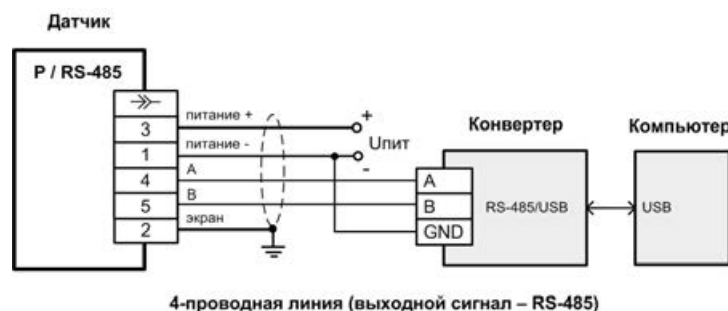 Датчик
P / RS-485
3
1
4
5
2
питание +
питание -
A
B
экран
+
Uпит
-
Конвертер
A
B
GND
RS-485/USB
Компьютер
USB
4-проводная линия (выходной сигнал – RS-485)